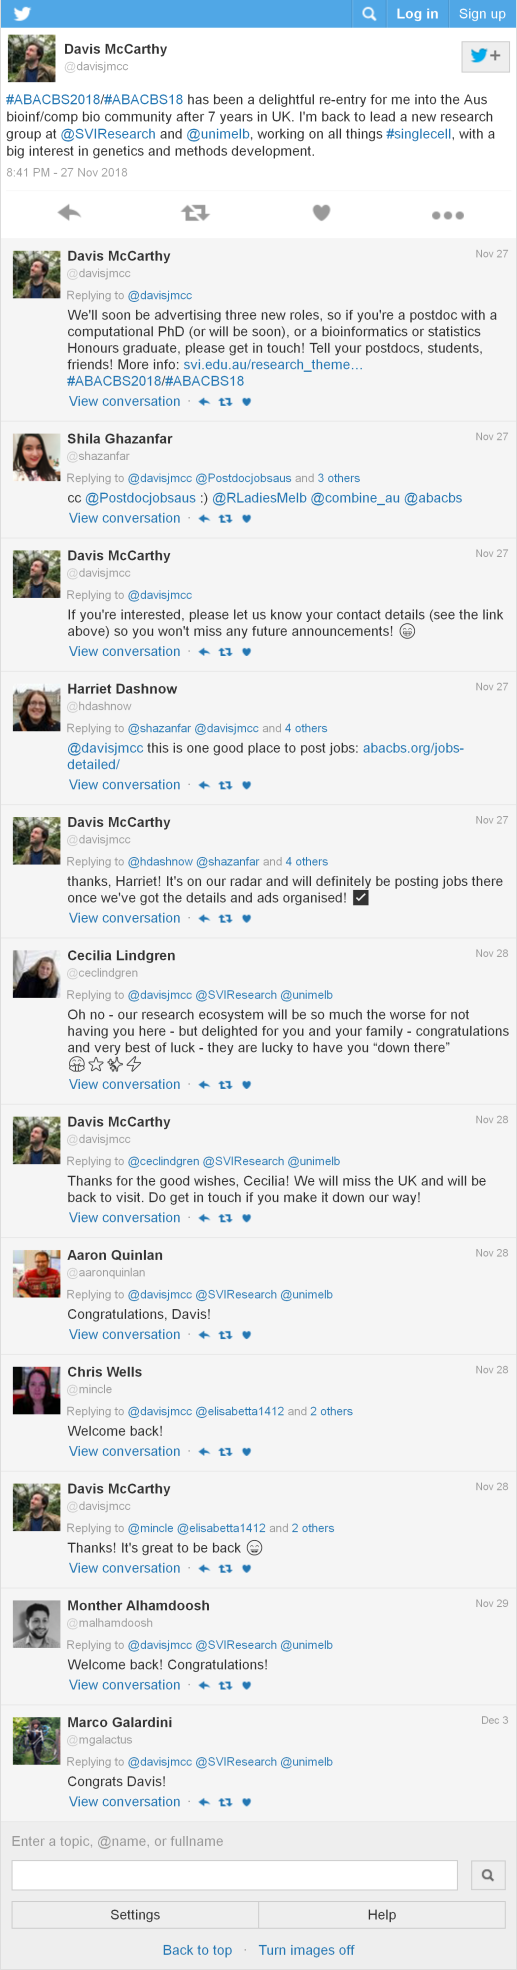 Log in
Sign up
Davis McCarthy
@davisjmcc
#ABACBS2018/#ABACBS18 has been a delightful re-entry for me into the Aus
bioinf/comp bio community after 7 years in UK. I'm back to lead a new research
group at @SVIResearch and @unimelb, working on all things #singlecell, with a
big interest in genetics and methods development.
8:41 PM - 27 Nov 2018
Davis McCarthy
Nov 27
@davisjmcc
Replying to @davisjmcc
We'll soon be advertising three new roles, so if you're a postdoc with a
computational PhD (or will be soon), or a bioinformatics or statistics
Honours graduate, please get in touch! Tell your postdocs, students,
friends! More info: svi.edu.au/research_theme…
#ABACBS2018/#ABACBS18
View conversation ·
Shila Ghazanfar
Nov 27
@shazanfar
Replying to @davisjmcc @Postdocjobsaus and 3 others
cc @Postdocjobsaus :) @RLadiesMelb @combine_au @abacbs
View conversation ·
Davis McCarthy
Nov 27
@davisjmcc
Replying to @davisjmcc
If you're interested, please let us know your contact details (see the link
above) so you won't miss any future announcements! 😁
View conversation ·
Harriet Dashnow
Nov 27
@hdashnow
Replying to @shazanfar @davisjmcc and 4 others
@davisjmcc this is one good place to post jobs: abacbs.org/jobs-
detailed/
View conversation ·
Davis McCarthy
Nov 27
@davisjmcc
Replying to @hdashnow @shazanfar and 4 others
thanks, Harriet! It's on our radar and will definitely be posting jobs there
once we've got the details and ads organised! ✅
View conversation ·
Cecilia Lindgren
Nov 28
@ceclindgren
Replying to @davisjmcc @SVIResearch @unimelb
Oh no - our research ecosystem will be so much the worse for not
having you here - but delighted for you and your family - congratulations
and very best of luck - they are lucky to have you “down there”
View conversation ·
Davis McCarthy
Nov 28
@davisjmcc
Replying to @ceclindgren @SVIResearch @unimelb
Thanks for the good wishes, Cecilia! We will miss the UK and will be
back to visit. Do get in touch if you make it down our way!
View conversation ·
Aaron Quinlan
Nov 28
@aaronquinlan
Replying to @davisjmcc @SVIResearch @unimelb
Congratulations, Davis!
View conversation ·
Chris Wells
Nov 28
@mincle
Replying to @davisjmcc @elisabetta1412 and 2 others
Welcome back!
View conversation ·
Davis McCarthy
Nov 28
@davisjmcc
Replying to @mincle @elisabetta1412 and 2 others
Thanks! It's great to be back 😄
View conversation ·
Monther Alhamdoosh
Nov 29
@malhamdoosh
Replying to @davisjmcc @SVIResearch @unimelb
Welcome back! Congratulations!
View conversation ·
Marco Galardini
Dec 3
@mgalactus
Replying to @davisjmcc @SVIResearch @unimelb
Congrats Davis!
View conversation ·
Enter a topic, @name, or fullname
Settings
Help
Back to top · Turn images off